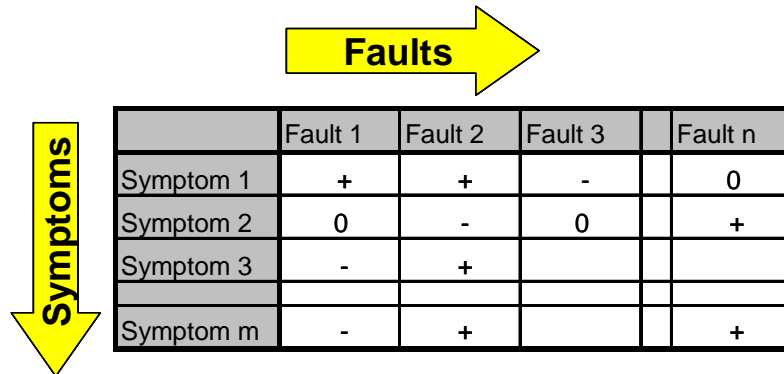 Faults
Symptoms
Fault 1 Fault 2 Fault 3 Fault n
Symptom 1 + + - 0
Symptom 2 0 - 0 +
Symptom 3 - +
Symptom m - + +